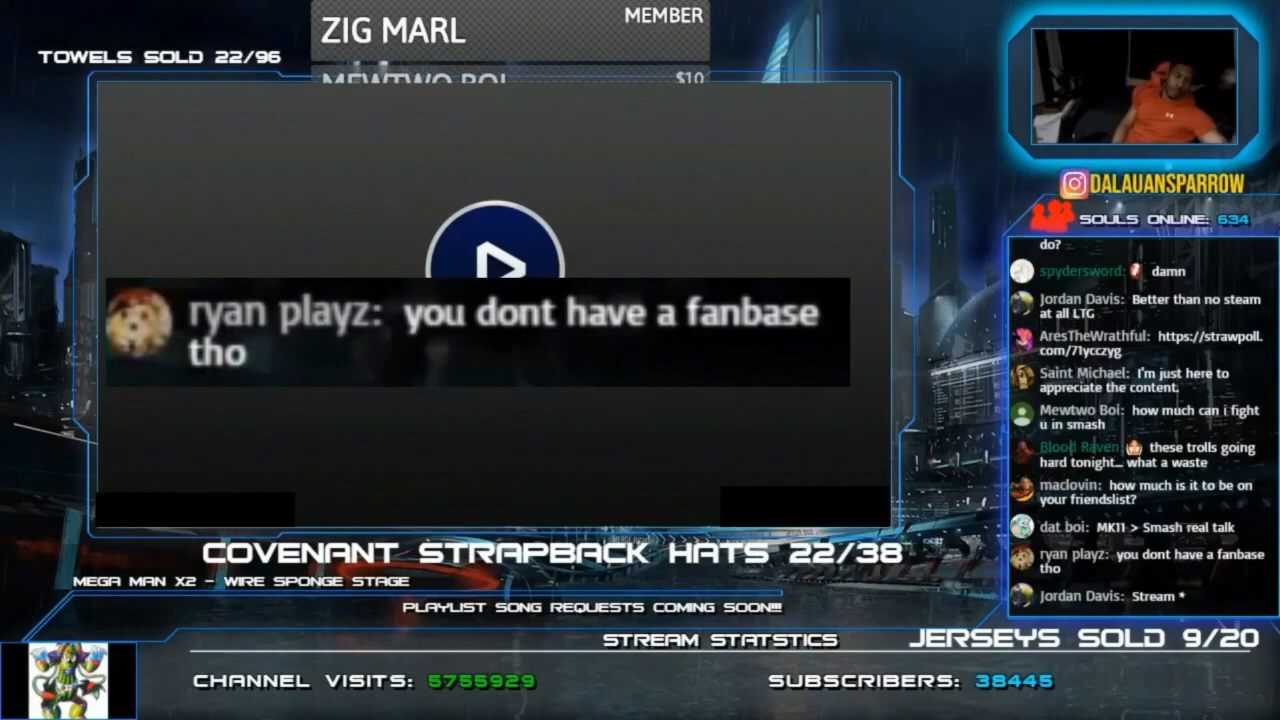 ZIG MARL
MEMBER
TOWELS SOLD 22/96
MEWTWO BOI
$10
ryan playz: you dont have a fanbase
tho
COVENANT STRAPBACK HATS 22/38
MEGA MAN X2 - WIRE SPONGE STAGE
PLAYLIST SONG REQUESTS COMING SOON!!!
STREAM STATSTICS
JERSEYS SOLD 9/20
CHANNEL VISITS: 5755929
SUBSCRIBERS: 38445
DALAUANSPARROW
SOULS ONLINE: 634
do?
spydersword: damn
Jordan Davis: Better than no steam
at all LTG
AresTheWrathful: https://strawpoll.
com/71ycczyg
Saint Michael: I'm just here to
appreciate the content.
Mewtwo Boi: how much can i fight
u in smash
Blood Raven these trolls going
hard tonight... what a waste
maclovin: how much is it to be on
your friendslist?
dat boi: MK11 > Smash real talk
ryan playz: you dont have a fanbase
tho
Jordan Davis: Stream *